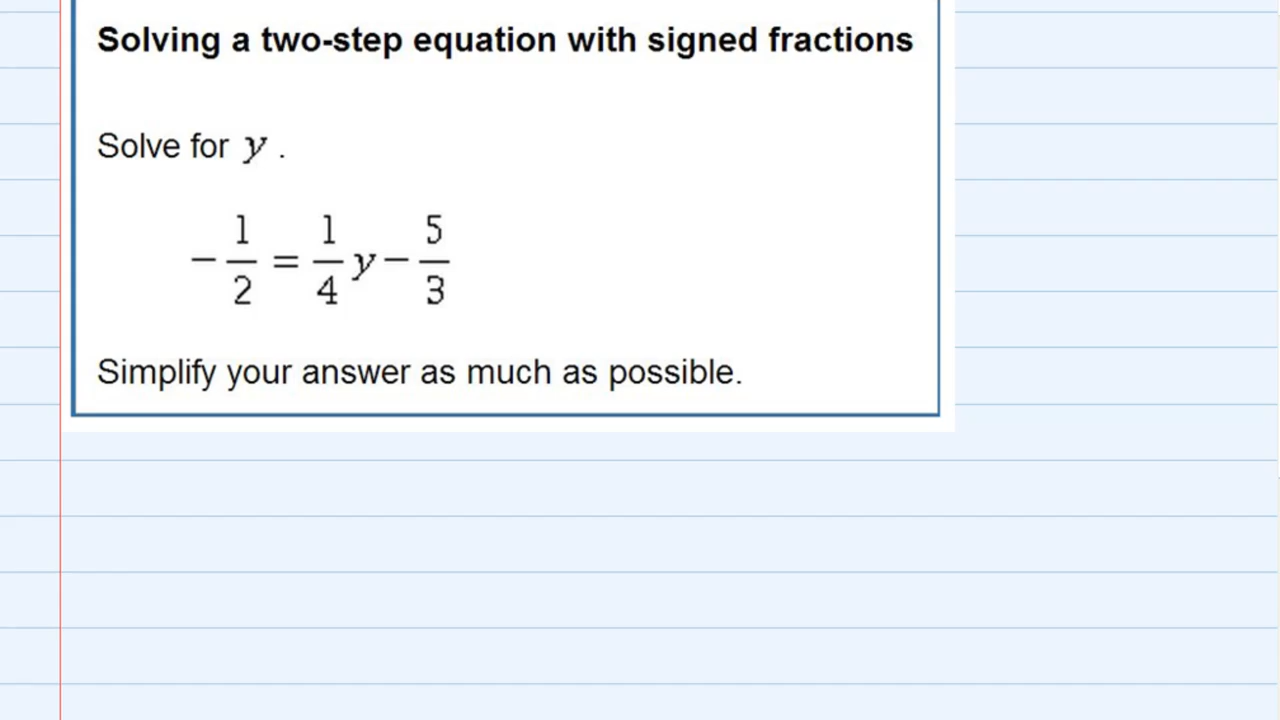 Solving a two-step equation with signed fractions
Solve for y .
-1/2 = 1/4 y - 5/3
Simplify your answer as much as possible.